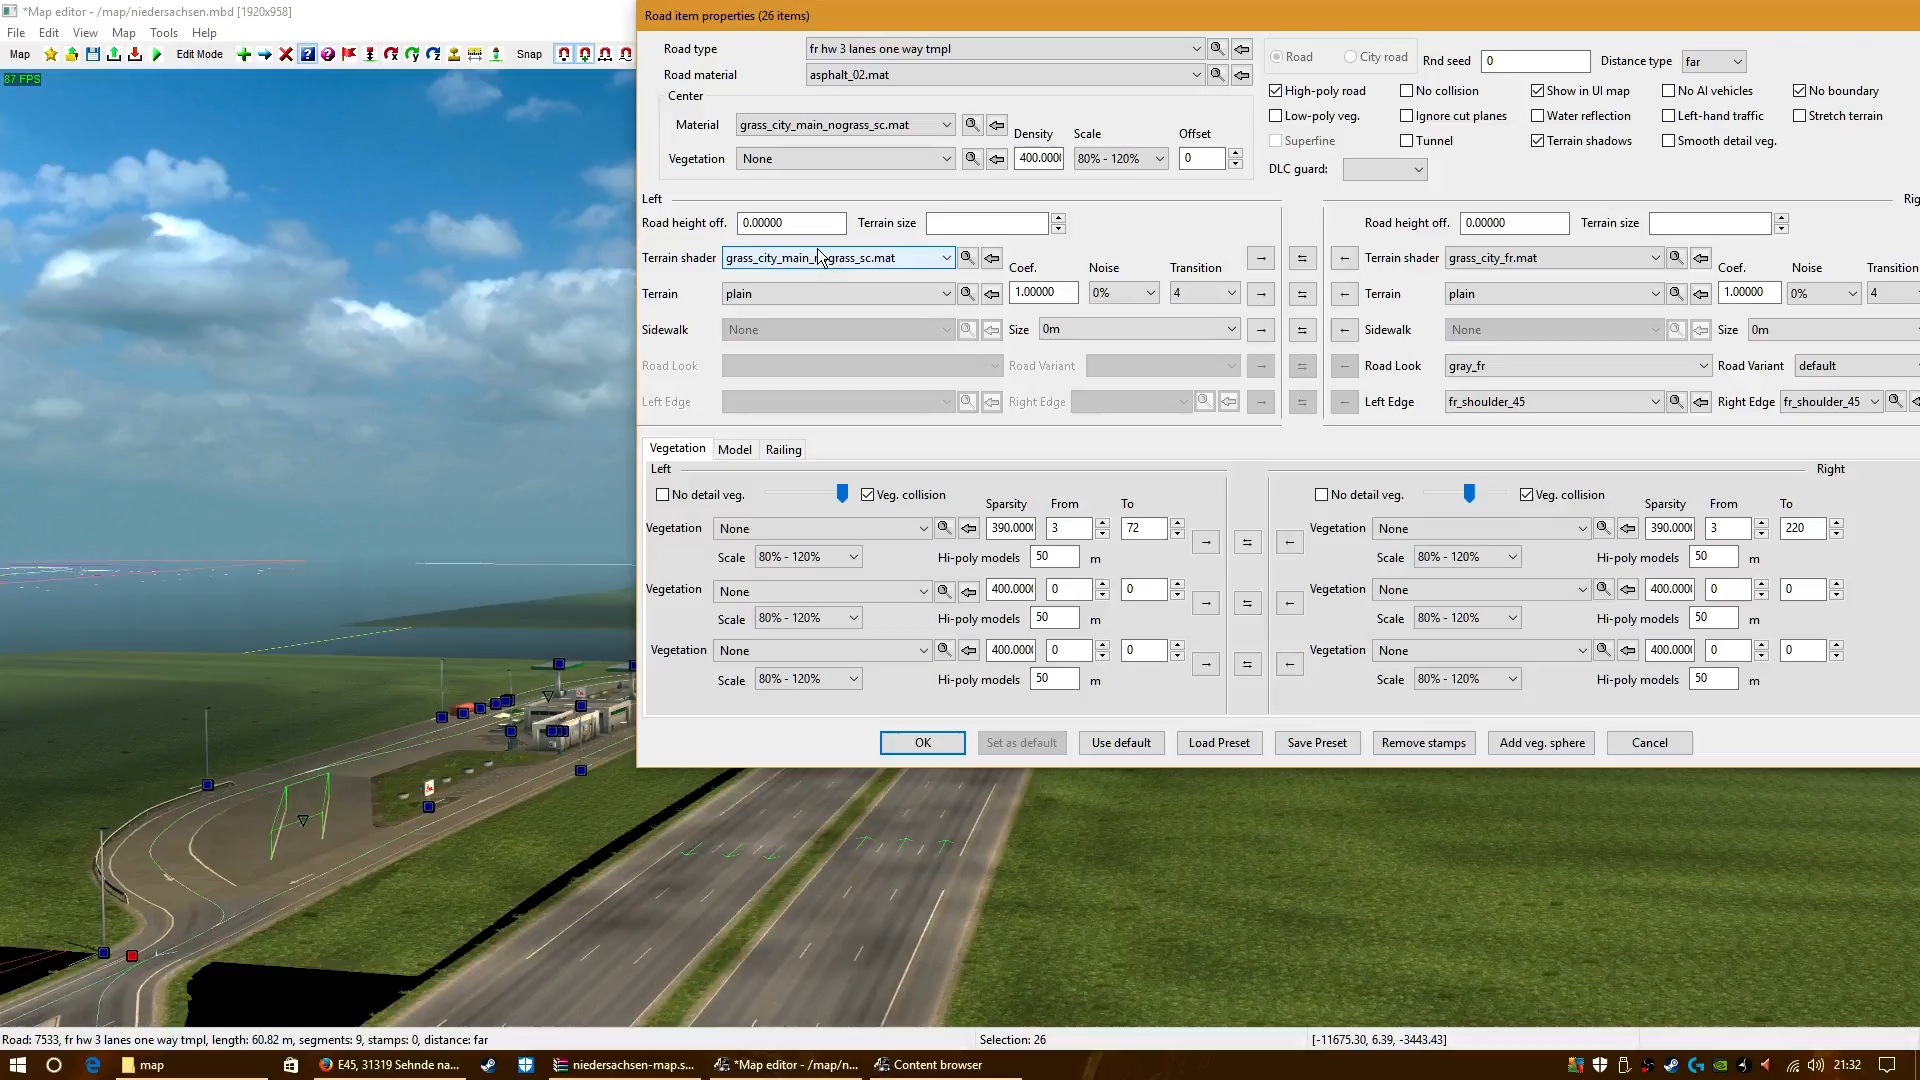 *Map editor - /map/niedersachsen.mbd [1920x958]
File Edit View Map Tools Help
Map Edit Mode Snap
87 FPS
Road item properties (26 items)
Road type fr hw 3 lanes one way tmpl
Road material asphalt_02.mat
Road City road Rnd seed 0 Distance type far
Center
High-poly road No collision Show in UI map No AI vehicles No boundary
Material grass_city_main_nograss_sc.mat Density Scale Offset
Low-poly veg. Ignore cut planes Water reflection Left-hand traffic Stretch terrain
Vegetation None 400.000 80% - 120% 0
Superfine Tunnel Terrain shadows Smooth detail veg.
DLC guard:
Left
Road height off. 0.00000 Terrain size
Road height off. 0.00000 Terrain size
Terrain shader grass_city_main_nograss_sc.mat Coef. Noise Transition
Terrain shader grass_city_fr.mat Coef. Noise Transition
Terrain plain 1.00000 0% 4
Terrain plain 1.00000 0% 4
Sidewalk None Size 0m
Sidewalk None Size 0m
Road Look Road Variant
Road Look gray_fr Road Variant default
Left Edge Right Edge
Left Edge fr_shoulder_45 Right Edge fr_shoulder_45
Vegetation Model Railing
Left Right
No detail veg. Veg. collision Sparsity From To
No detail veg. Veg. collision Sparsity From To
Vegetation None 390.000 3 72
Vegetation None 390.000 3 220
Scale 80% - 120% Hi-poly models 50 m
Scale 80% - 120% Hi-poly models 50 m
Vegetation None 400.000 0 0
Vegetation None 400.000 0 0
Scale 80% - 120% Hi-poly models 50 m
Scale 80% - 120% Hi-poly models 50 m
Vegetation None 400.000 0 0
Vegetation None 400.000 0 0
Scale 80% - 120% Hi-poly models 50 m
Scale 80% - 120% Hi-poly models 50 m
OK Set as default Use default Load Preset Save Preset Remove stamps Add veg. sphere Cancel
Road: 7533, fr hw 3 lanes one way tmpl, length: 60.82 m, segments: 9, stamps: 0, distance: far Selection: 26 [-11675.30, 6.39, -3443.43]
map E45, 31319 Sehnde na... niedersachsen-map.s... *Map editor - /map/n... Content browser 21:32